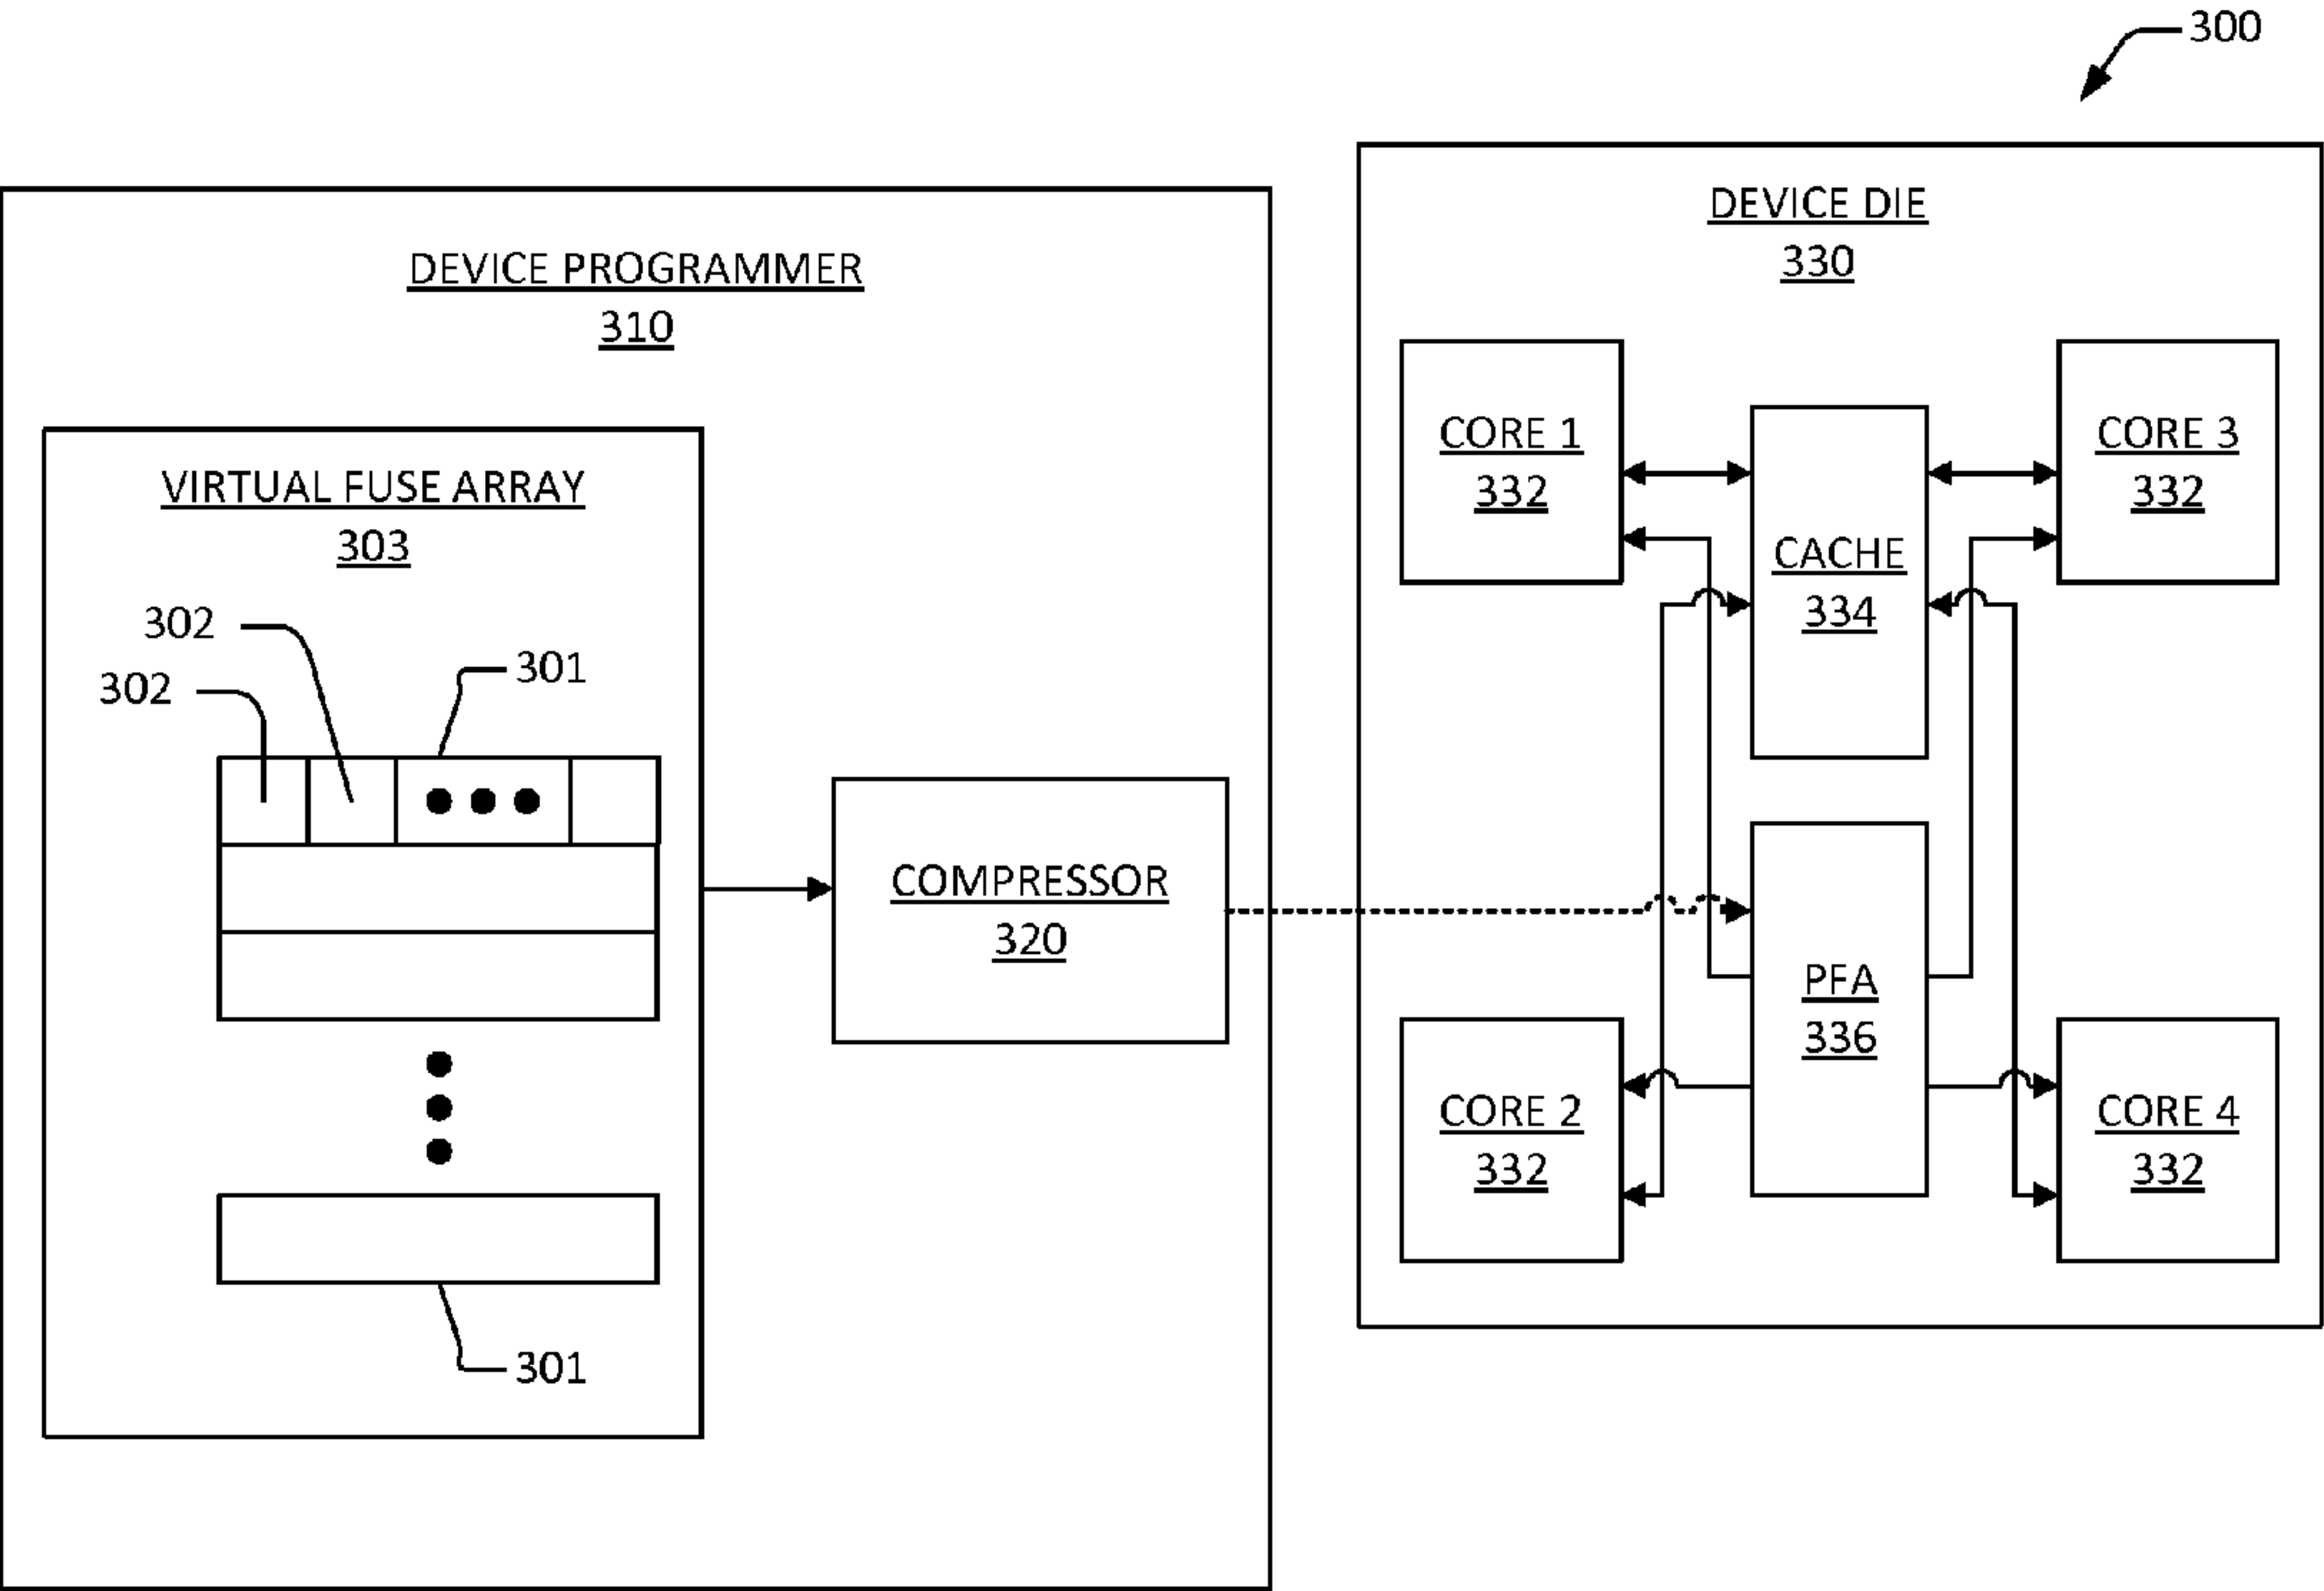 300
DEVICE PROGRAMMER
310
VIRTUAL FUSE ARRAY
303
302
302
301
301
COMPRESSOR
320
DEVICE DIE
330
CORE 1
332
CACHE
334
CORE 3
332
PFA
336
CORE 2
332
CORE 4
332